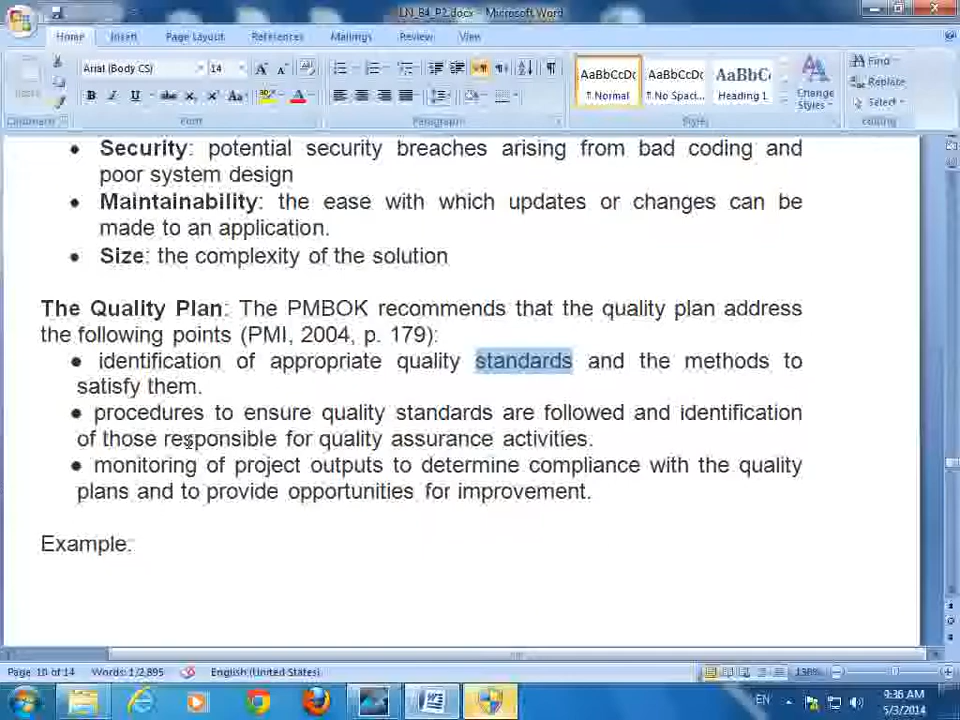 LN_B4_P2.docx - Microsoft Word
Home Insert Page Layout References Mailings Review View
Arial (Body CS) 14 AaBbCcDc AaBbCcDc AaBbC Find
Replace
B I U Aa A ¶ Normal ¶ No Spaci... Heading 1 Change Styles Select
Font Paragraph Styles Editing
Security: potential security breaches arising from bad coding and
poor system design
Maintainability: the ease with which updates or changes can be
made to an application.
Size: the complexity of the solution
The Quality Plan: The PMBOK recommends that the quality plan address
the following points (PMI, 2004, p. 179):
identification of appropriate quality standards and the methods to
satisfy them.
procedures to ensure quality standards are followed and identification
of those responsible for quality assurance activities.
monitoring of project outputs to determine compliance with the quality
plans and to provide opportunities for improvement.
Example:
Page: 10 of 14 Words: 1/2,895 English (United States) 130%
EN 9:36 AM
5/3/2014